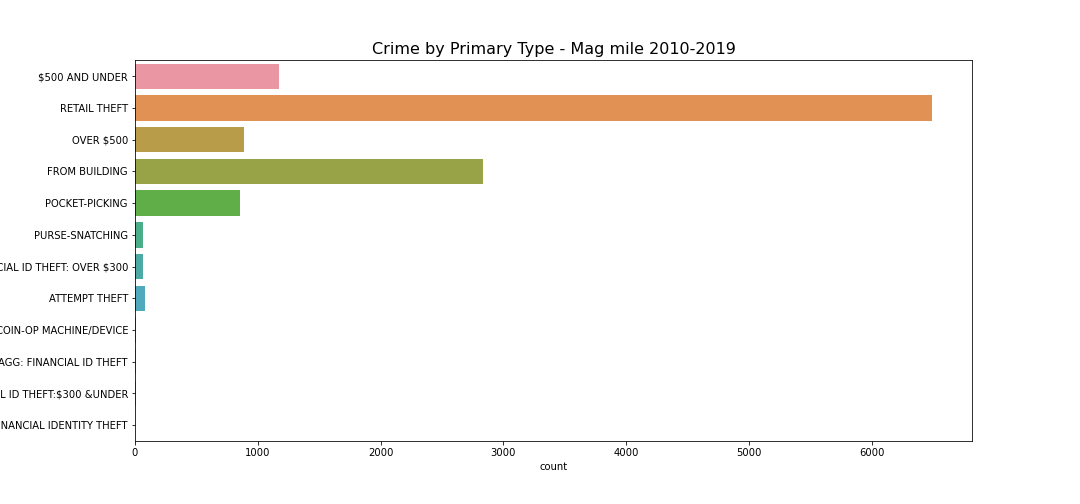 Crime by Primary Type - Mag mile 2010-2019
$500 AND UNDER
RETAIL THEFT
OVER $500
FROM BUILDING
POCKET-PICKING
PURSE-SNATCHING
ID THEFT: OVER $300
ATTEMPT THEFT
COIN-OP MACHINE/DEVICE
AGG: FINANCIAL ID THEFT
ID THEFT:$300 &UNDER
IDENTITY THEFT
0 1000 2000 3000 4000 5000 6000
count